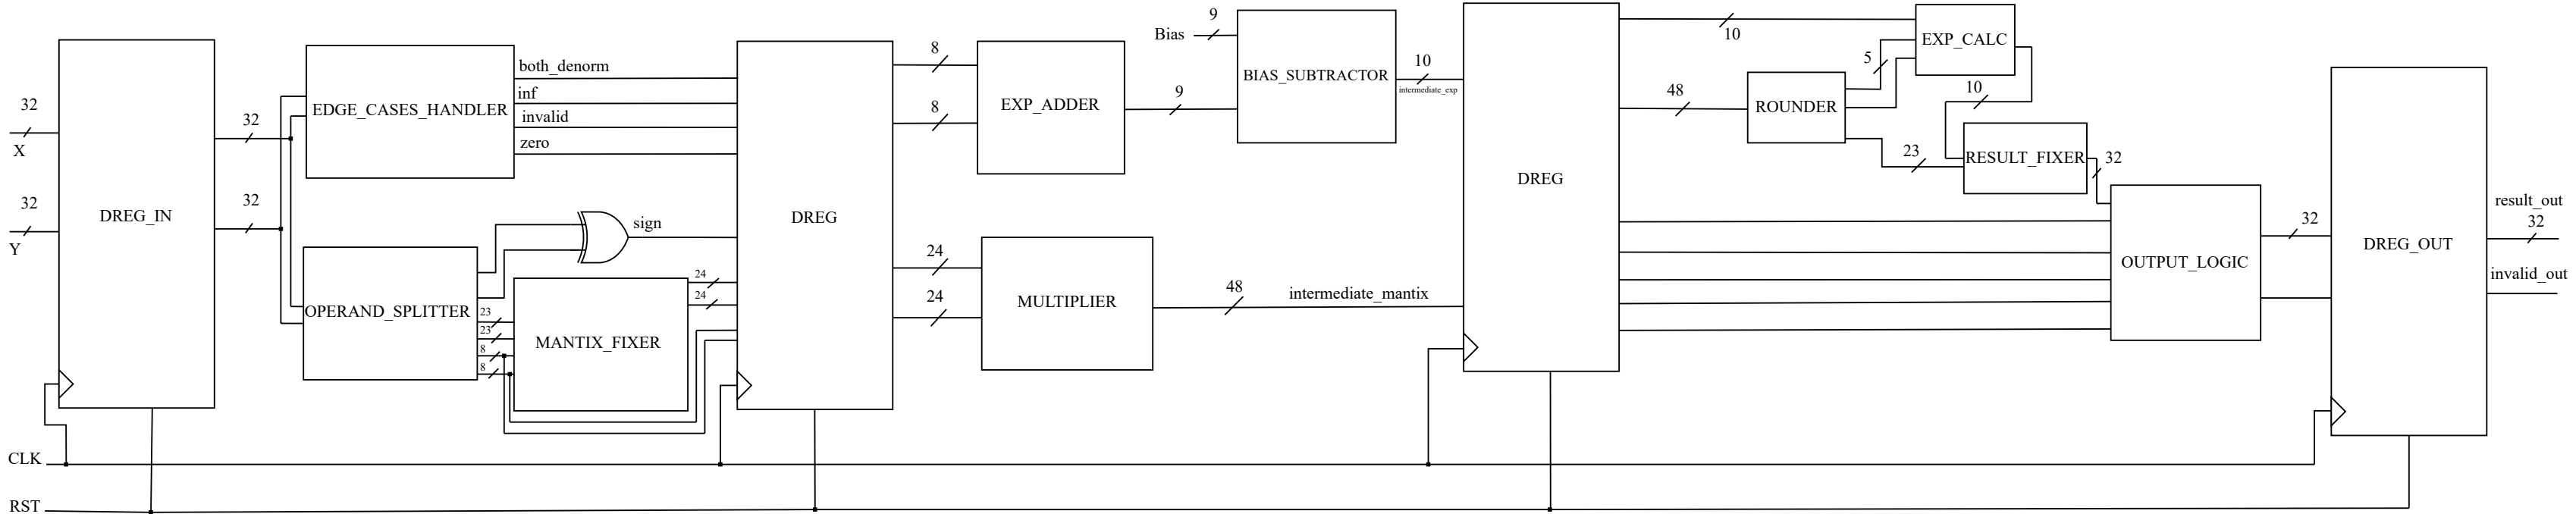 32
X
32
Y
DREG_IN
32
32
EDGE_CASES_HANDLER
both_denorm
inf
invalid
zero
OPERAND_SPLITTER
sign
23
23
8
8
MANTIX_FIXER
24
24
DREG
8
8
EXP_ADDER
24
24
MULTIPLIER
9
Bias
9
BIAS_SUBTRACTOR
10
intermediate_exp
48
intermediate_mantix
DREG
10
48
ROUNDER
5
EXP_CALC
10
23
RESULT_FIXER
32
OUTPUT_LOGIC
32
DREG_OUT
result_out
32
invalid_out
CLK
RST